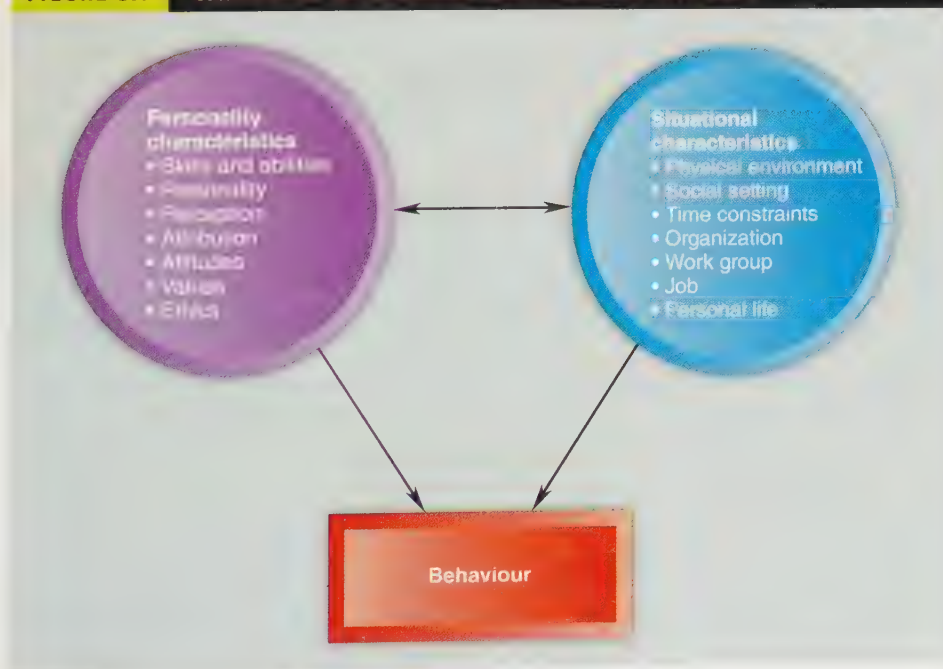 Personality
characteristics
• Skills and abilities
• Personality
• Perception
• Attribution
• Attitudes
• Values
• Ethics
Situational
characteristics
• Physical environment
• Social setting
• Time constraints
• Organization
• Work group
• Job
• Personal life
Behaviour